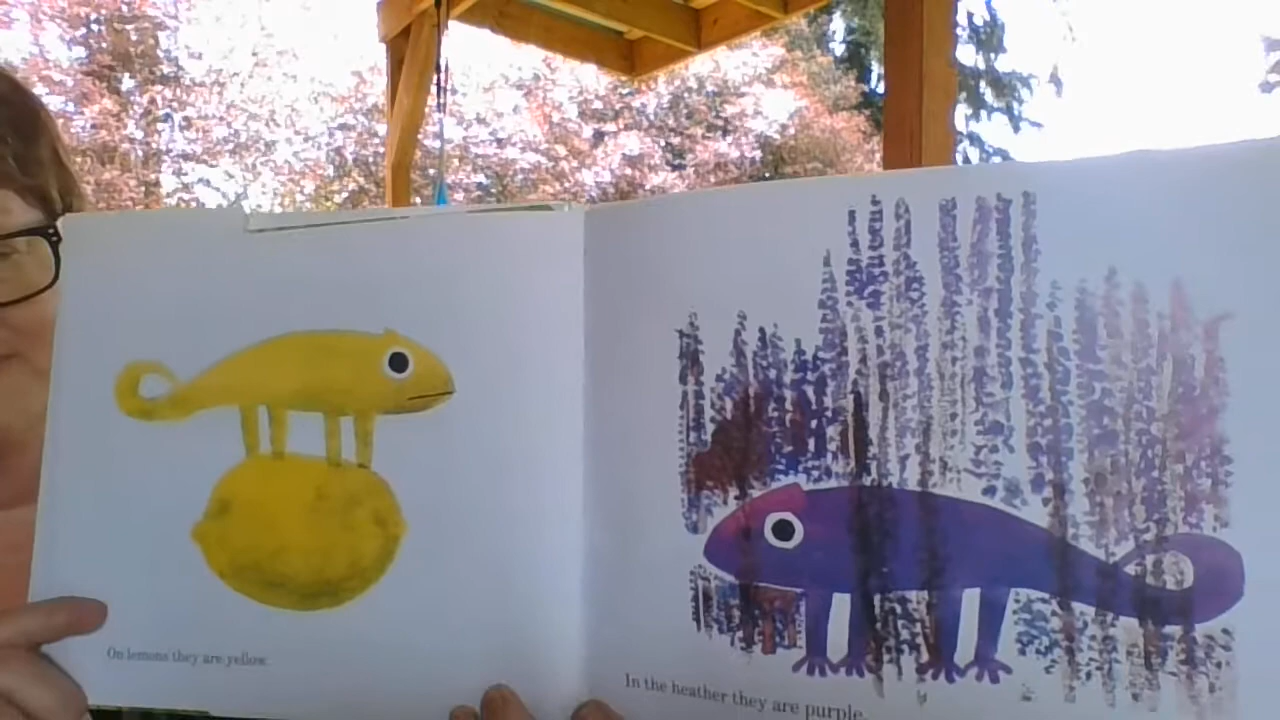 On lemons they are yellow.
In the heather they are purple.